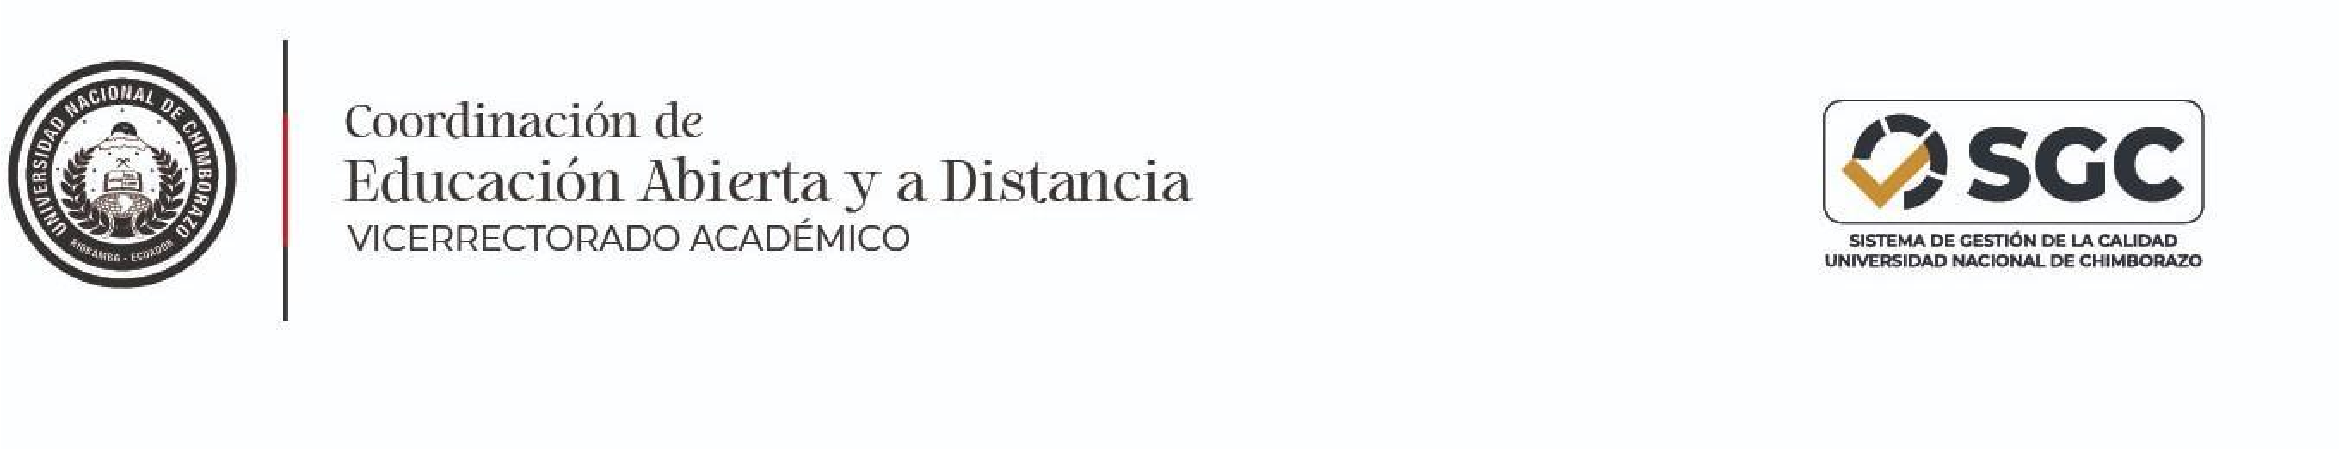 UNIVERSIDAD NACIONAL DE CHIMBORAZO
RIOBAMBA - ECUADOR
Coordinación de
Educación Abierta y a Distancia
VICERRECTORADO ACADÉMICO
SGC
SISTEMA DE GESTIÓN DE LA CALIDAD
UNIVERSIDAD NACIONAL DE CHIMBORAZO